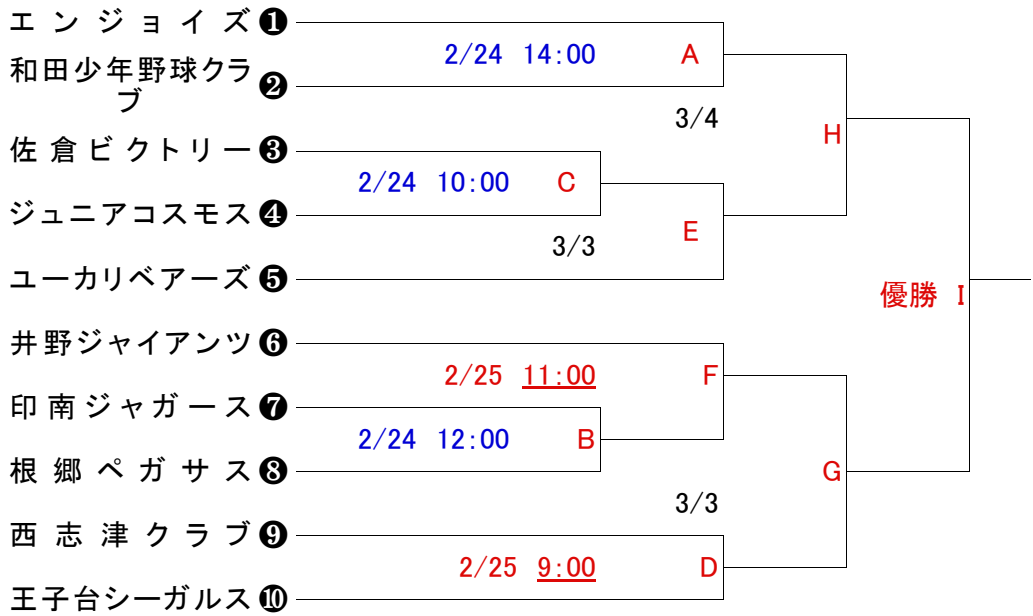 エンジョイズ❶
2/24 14:00 A
和田少年野球クラ
ブ❷
3/4
H
佐倉ビクトリー❸
2/24 10:00 C
ジュニアコスモス❹
E
3/3
ユーカリベアーズ❺
優勝 I
井野ジャイアンツ❻
2/25 11:00 F
印南ジャガース❼
2/24 12:00 B
根郷ペガサス❽
G
3/3
西志津クラブ❾
2/25 9:00 D
王子台シーガルス❿